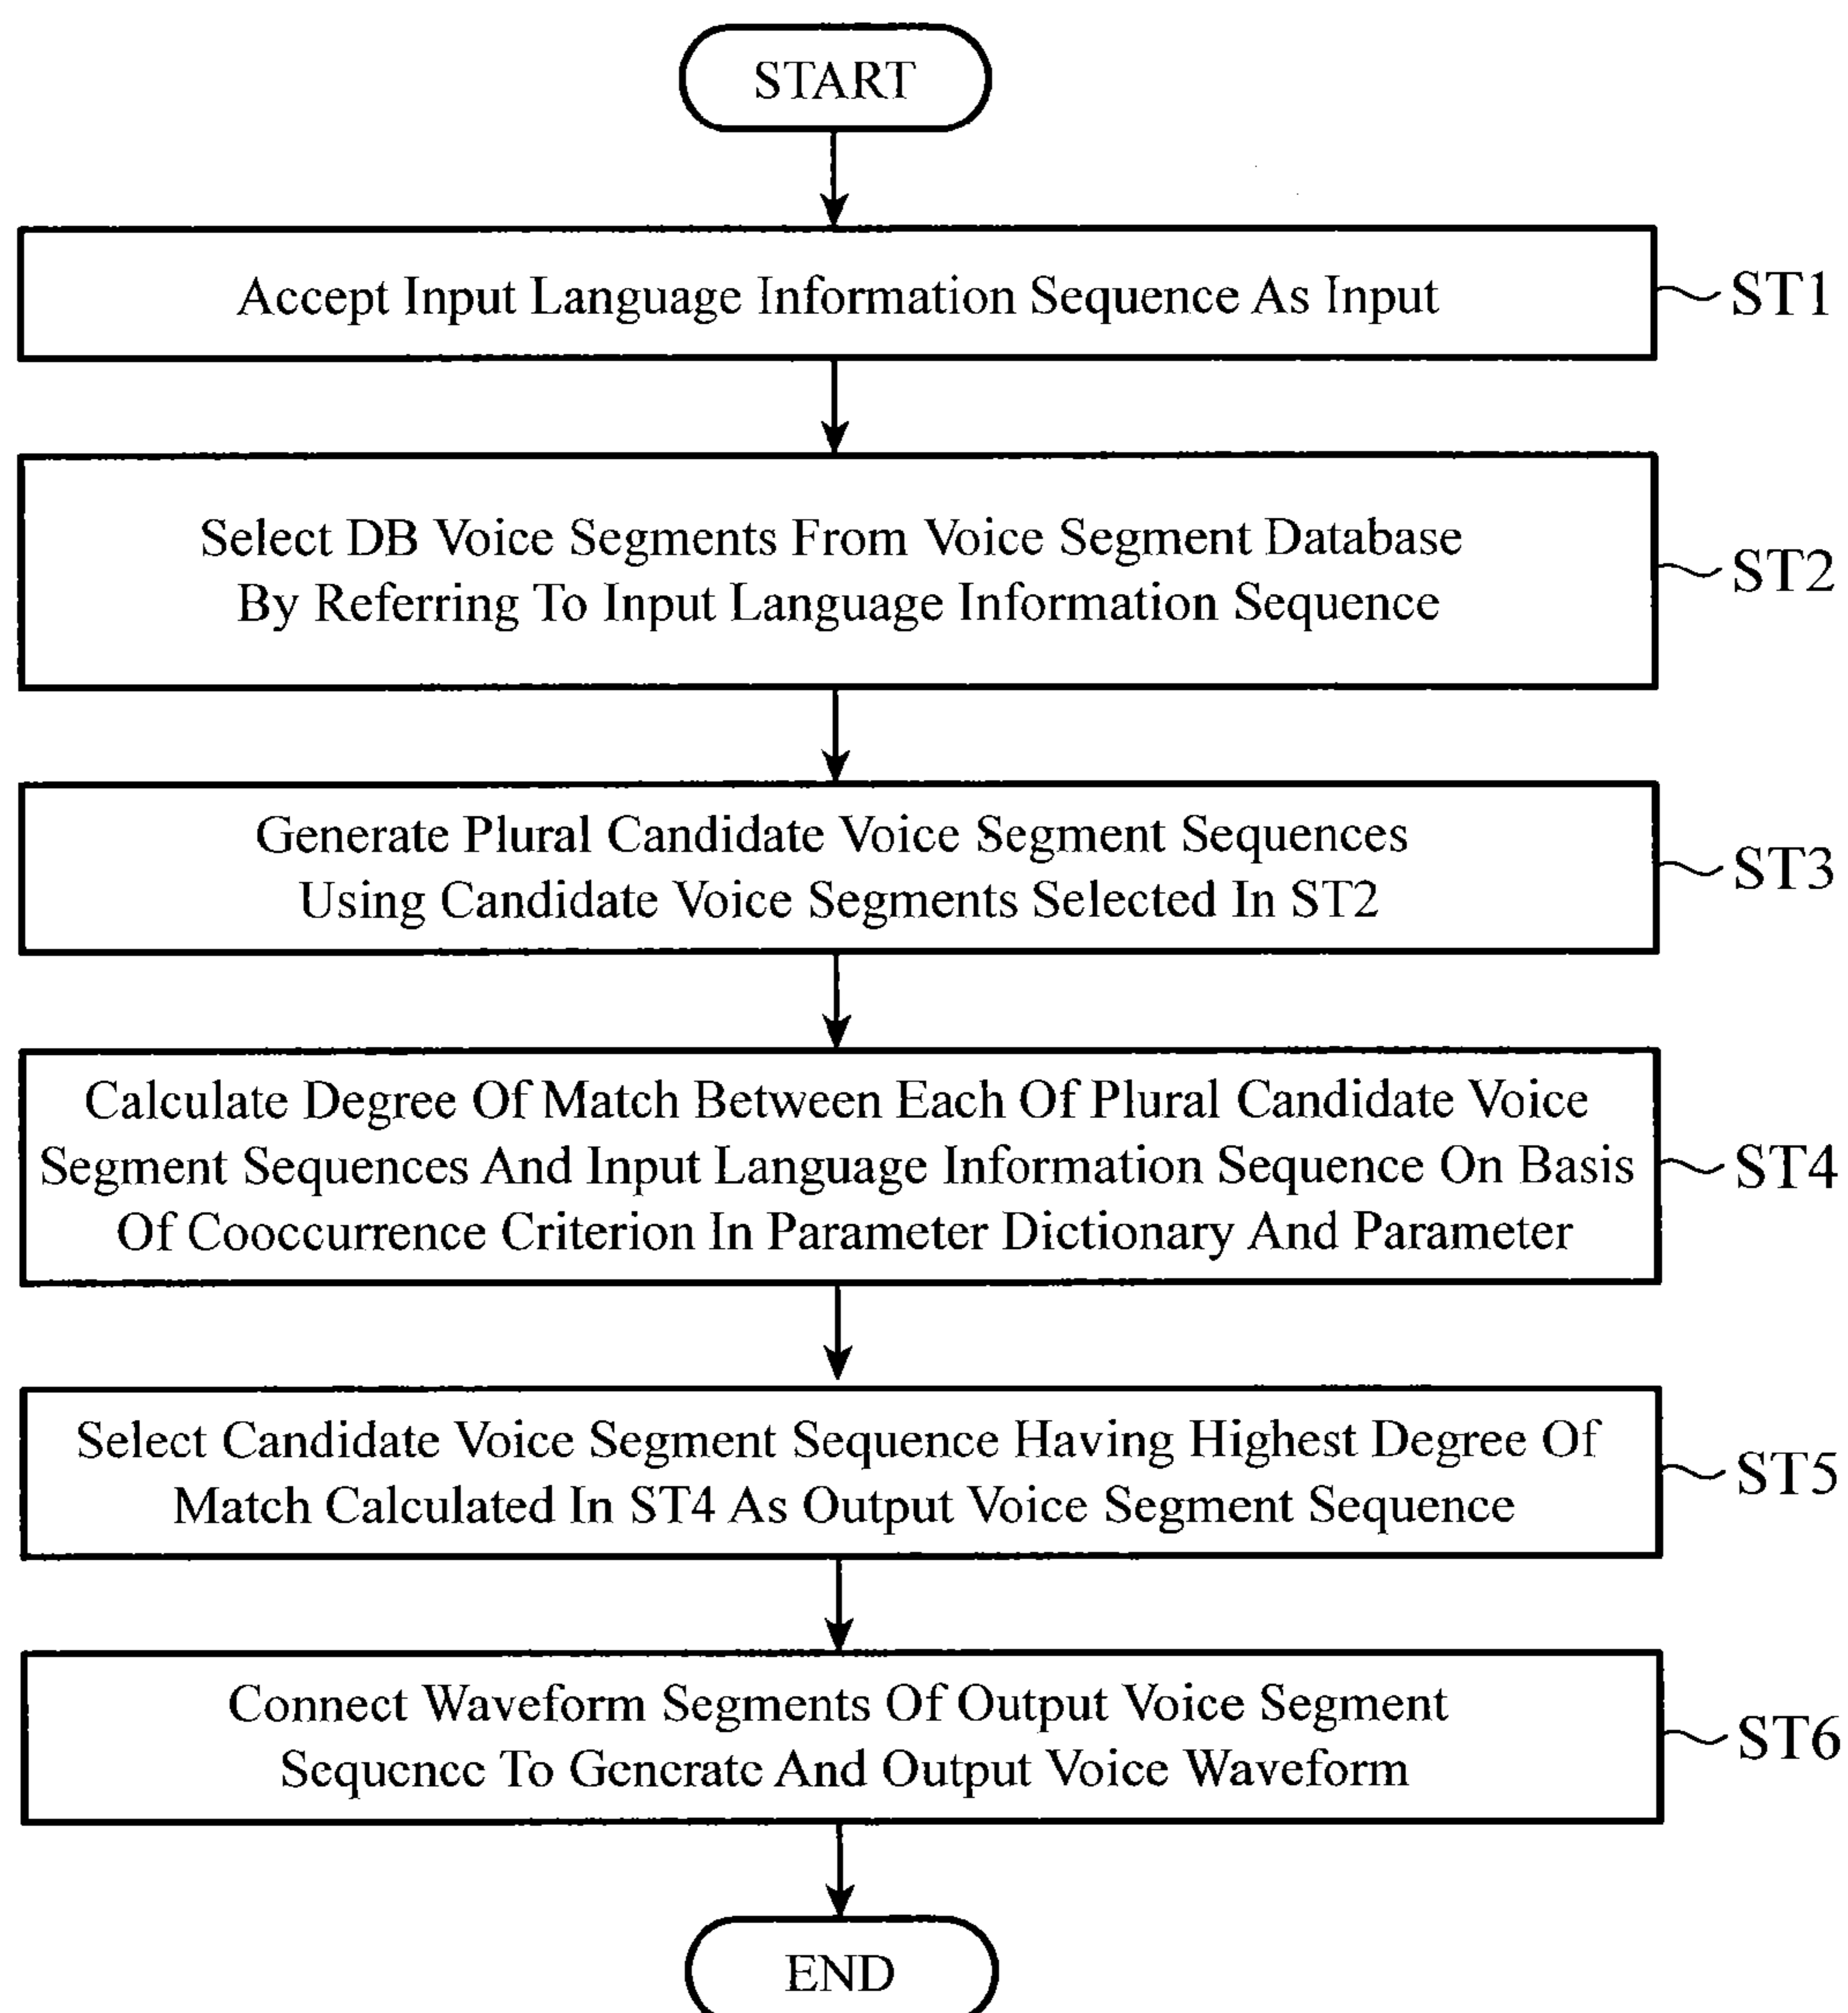 START
Accept Input Language Information Sequence As Input
ST1
Select DB Voice Segments From Voice Segment Database
By Referring To Input Language Information Sequence
ST2
Generate Plural Candidate Voice Segment Sequences
Using Candidate Voice Segments Selected In ST2
ST3
Calculate Degree Of Match Between Each Of Plural Candidate Voice
Segment Sequences And Input Language Information Sequence On Basis
Of Cooccurrence Criterion In Parameter Dictionary And Parameter
ST4
Select Candidate Voice Segment Sequence Having Highest Degree Of
Match Calculated In ST4 As Output Voice Segment Sequence
ST5
Connect Waveform Segments Of Output Voice Segment
Sequence To Generate And Output Voice Waveform
ST6
END